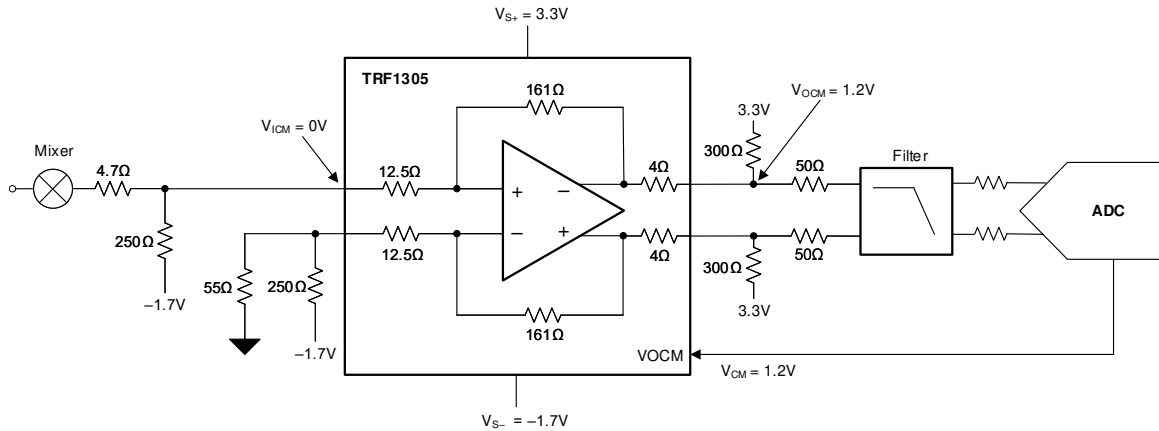 V_S+ = 3.3V
TRF1305
161Ω
V_OCM = 1.2V
V_ICM = 0V
3.3V
Mixer
300Ω
Filter
4.7Ω
12.5Ω
4Ω
50Ω
+
−
ADC
250Ω
−
+
12.5Ω
4Ω
50Ω
55Ω
250Ω
300Ω
−1.7V
3.3V
161Ω
−1.7V
VOCM
V_CM = 1.2V
V_S− = −1.7V